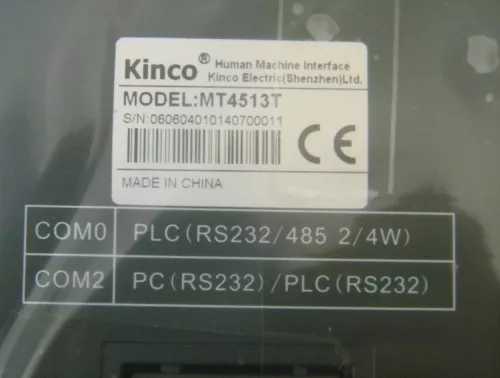 Kinco® Human Machine Interface
Kinco Electric(Shenzhen)Ltd.
MODEL:MT4513T
S/N:060604010140700011
CE
MADE IN CHINA
COM0 PLC(RS232/485 2/4W)
COM2 PC(RS232)/PLC(RS232)